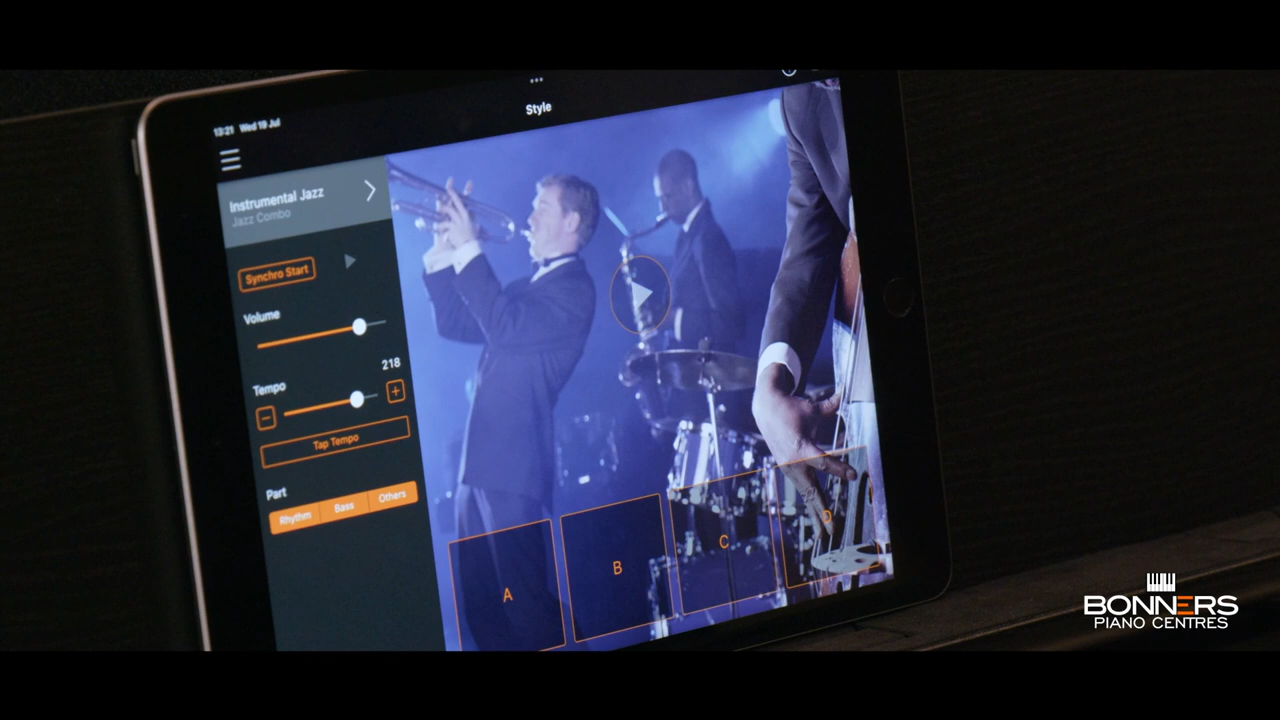 13:21 Wed 19 Jul
Style
Instrumental Jazz
Jazz Combo
Synchro Start
Volume
218
Tempo
Tap Tempo
Part
Rhythm Bass Others
A B C D
BONNERS
PIANO CENTRES